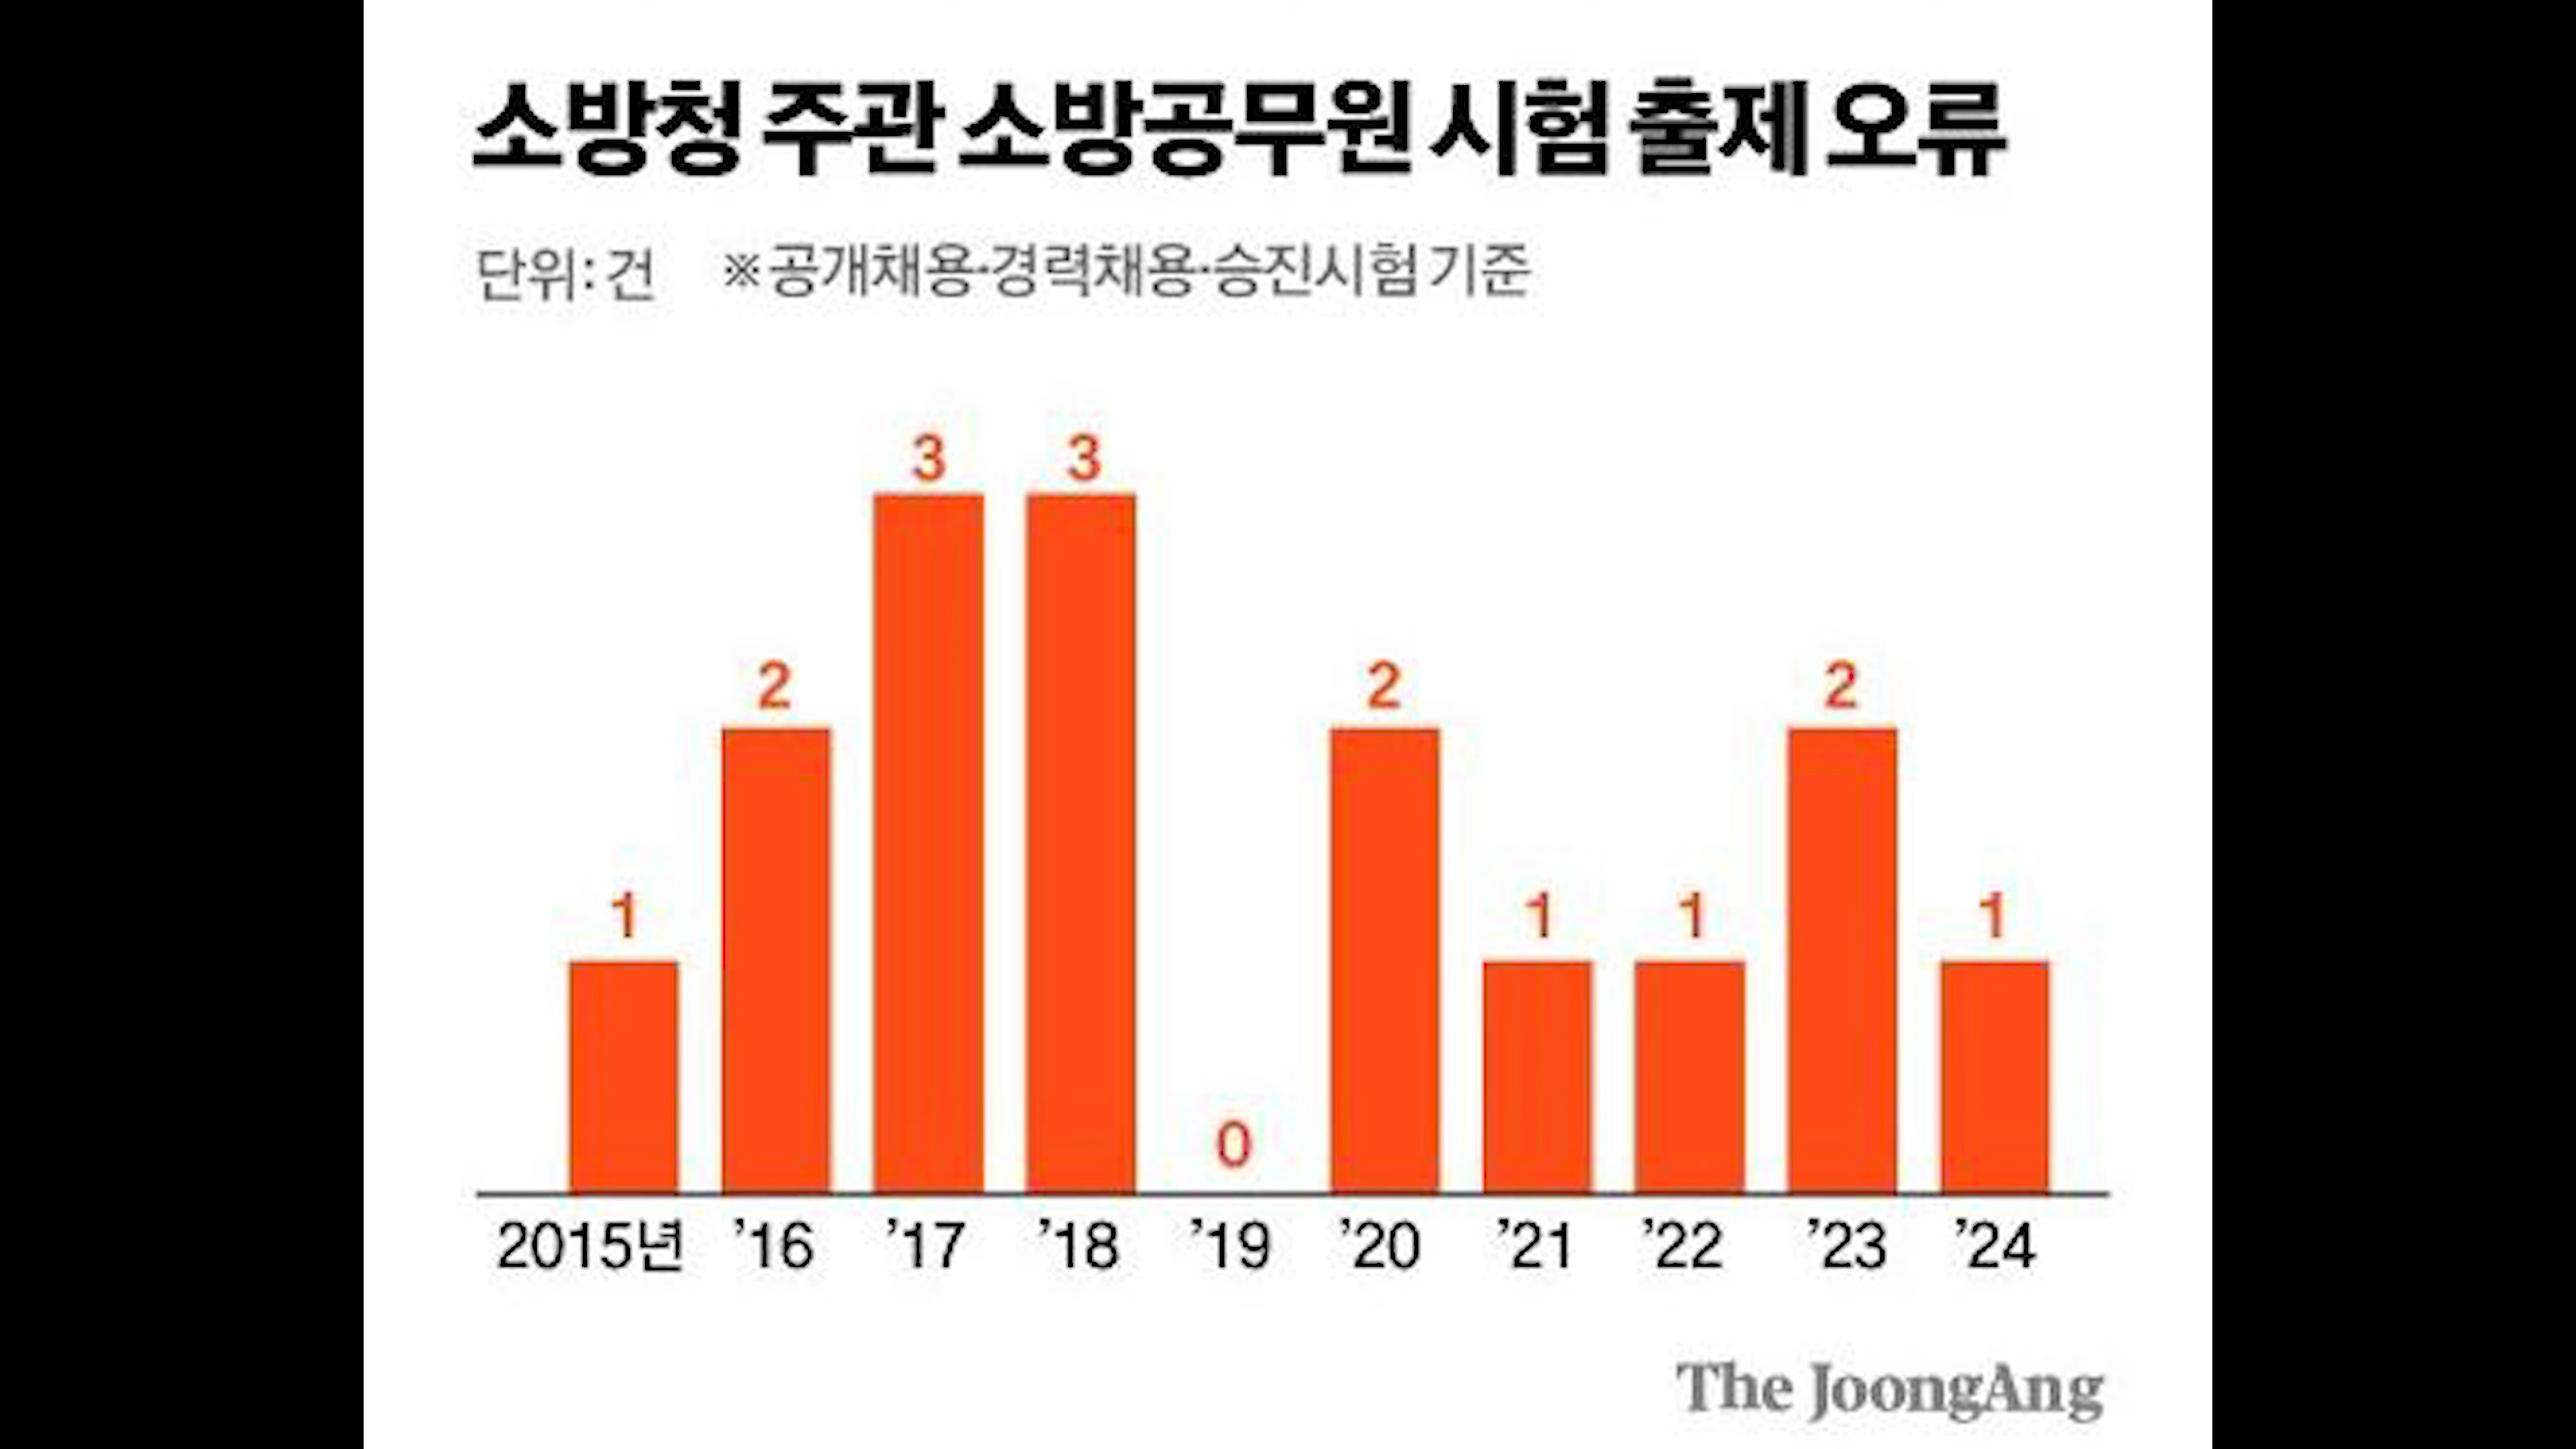 소방청 주관 소방공무원 시험 출제 오류
단위: 건 ※공개채용·경력채용·승진시험 기준
3 3
2 2 2
1 1 1 1
0
2015년 ’16 ’17 ’18 ’19 ’20 ’21 ’22 ’23 ’24
The JoongAng